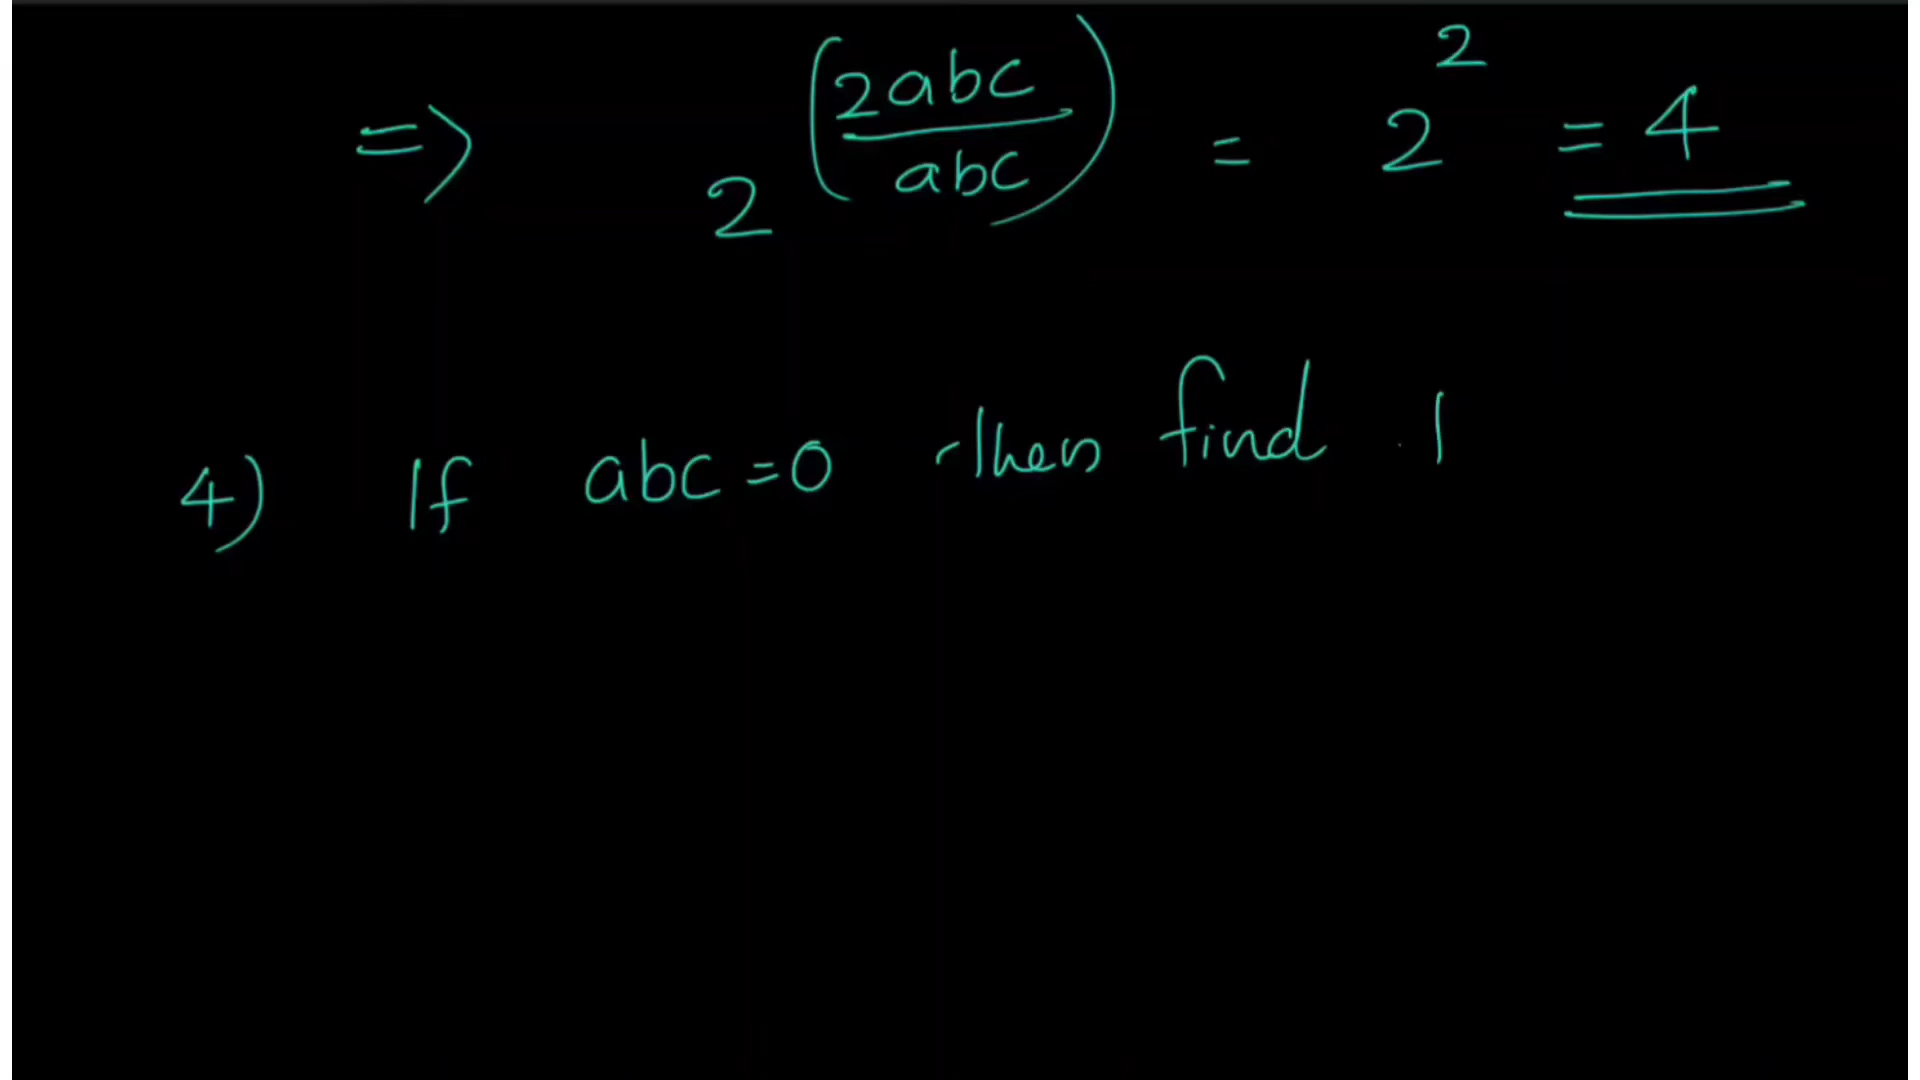 => 2^(2abc/abc) = 2^2 = 4
4) If abc=0 then find